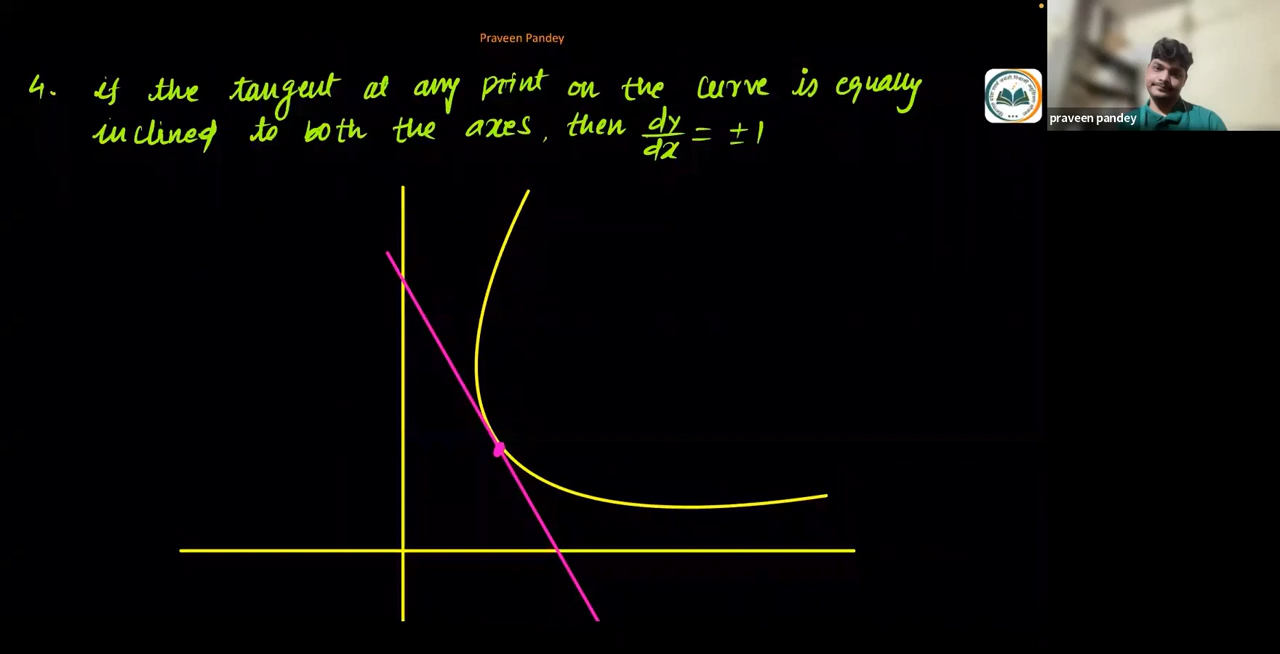 Praveen Pandey
4. if the tangent at any print on the curve is equally
inclined to both the axes, then dy/dx = ± 1
praveen pandey